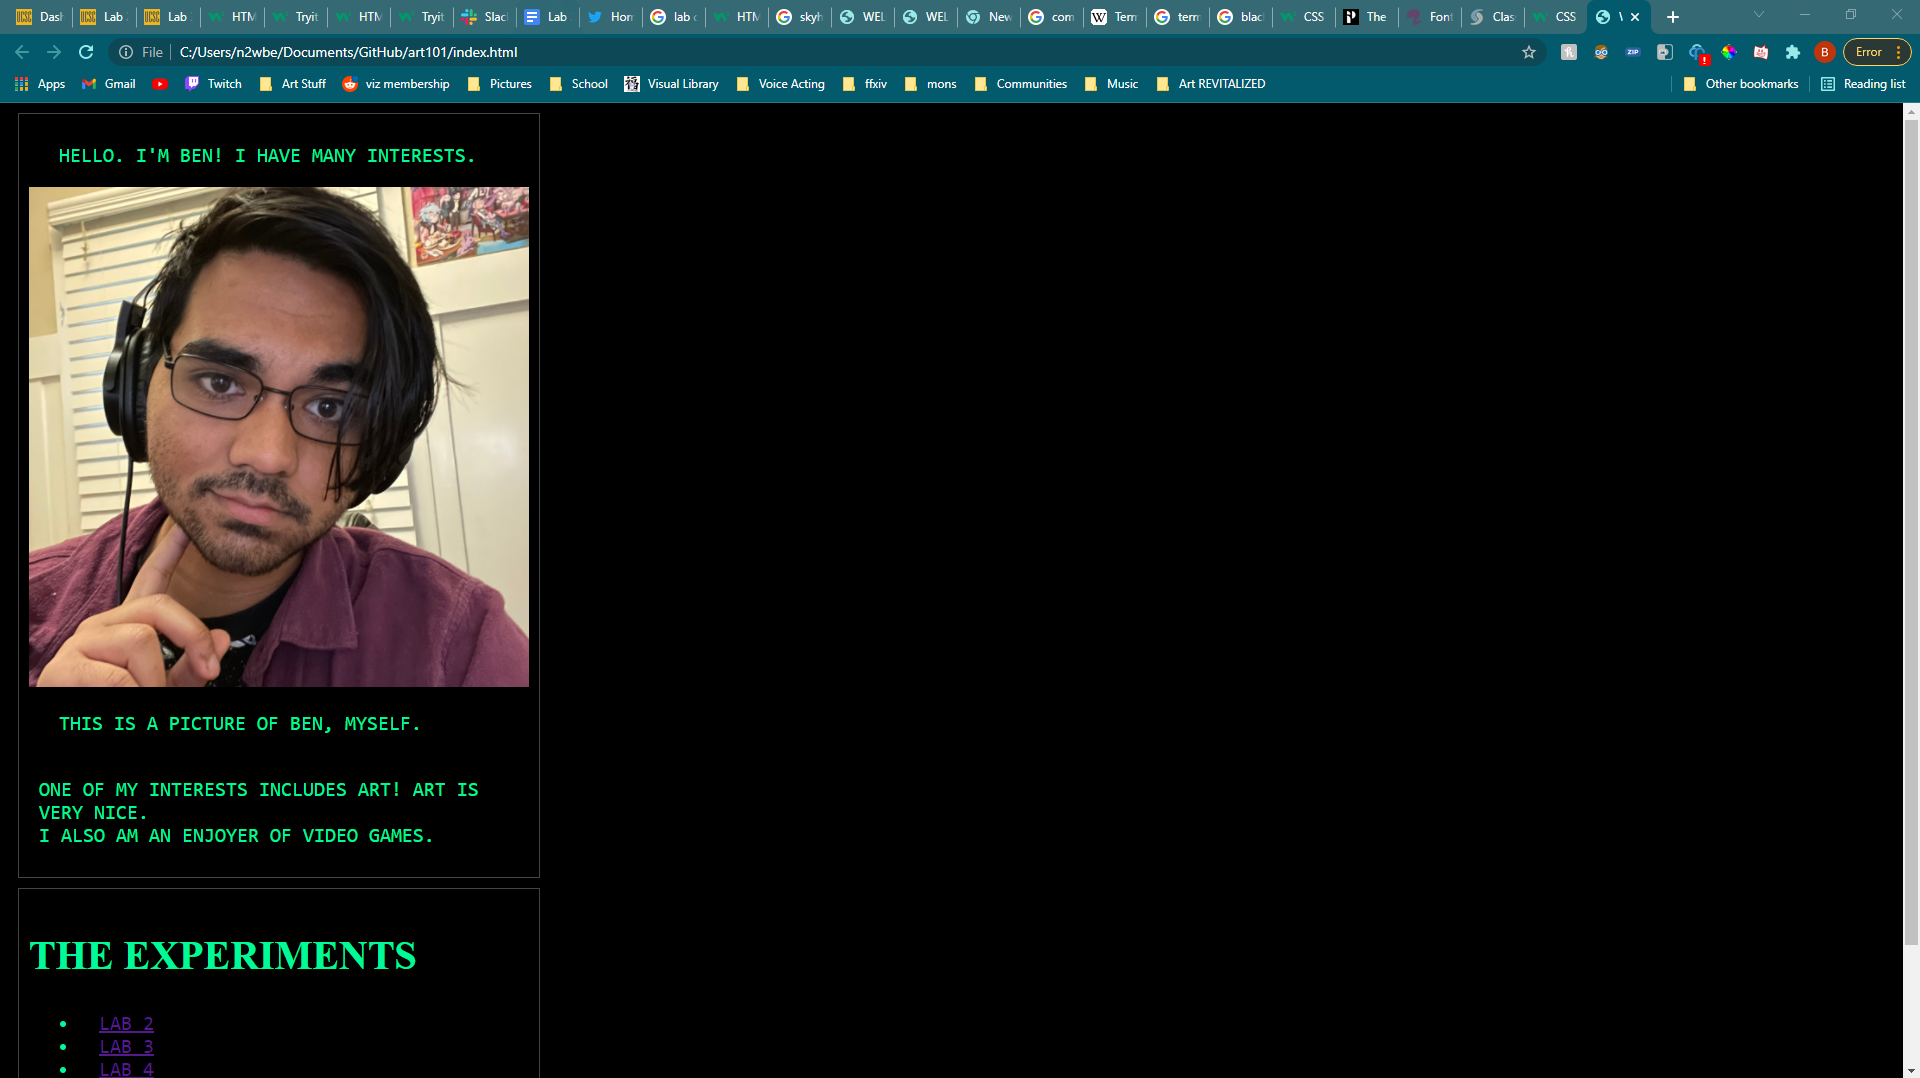 Dash
Lab
Lab
HTM
Tryit
HTM
Tryit
Slac
Lab
Hom
lab c
HTM
skyh
WEL
WEL
New
com
Term
term
blac
CSS
The
Font
Clas
CSS
File
C:/Users/n2wbe/Documents/GitHub/art101/index.html
ZIP
B
Error
Apps
Gmail
Twitch
Art Stuff
viz membership
Pictures
School
Visual Library
Voice Acting
ffxiv
mons
Communities
Music
Art REVITALIZED
Other bookmarks
Reading list
HELLO. I'M BEN! I HAVE MANY INTERESTS.
THIS IS A PICTURE OF BEN, MYSELF.
ONE OF MY INTERESTS INCLUDES ART! ART IS
VERY NICE.
I ALSO AM AN ENJOYER OF VIDEO GAMES.
THE EXPERIMENTS
LAB 2
LAB 3
LAB 4